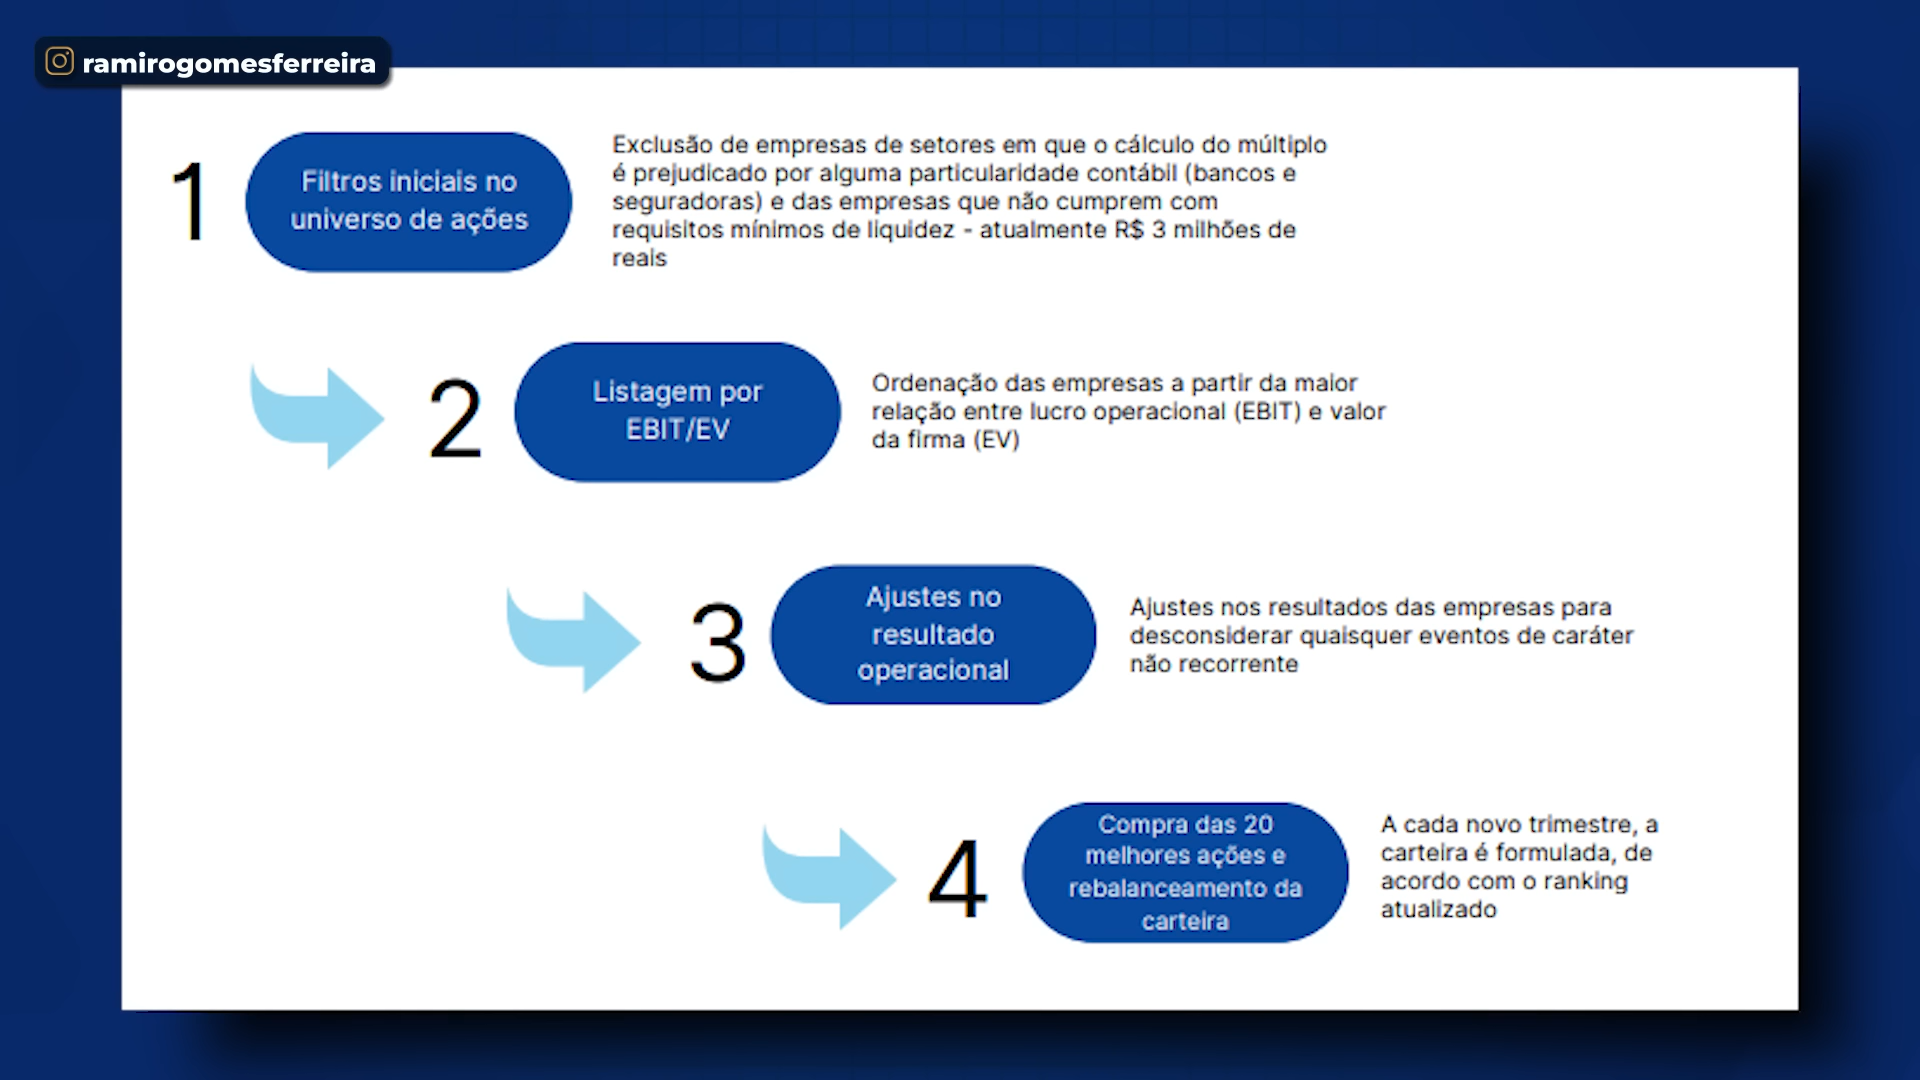 ramirogomesferreira
1
Filtros iniciais no
universo de ações
Exclusão de empresas de setores em que o cálculo do múltiplo
é prejudicado por alguma particularidade contábil (bancos e
seguradoras) e das empresas que não cumprem com
requisitos mínimos de liquidez - atualmente R$ 3 milhões de
reais
2
Listagem por
EBIT/EV
Ordenação das empresas a partir da maior
relação entre lucro operacional (EBIT) e valor
da firma (EV)
3
Ajustes no
resultado
operacional
Ajustes nos resultados das empresas para
desconsiderar quaisquer eventos de caráter
não recorrente
4
Compra das 20
melhores ações e
rebalanceamento da
carteira
A cada novo trimestre, a
carteira é formulada, de
acordo com o ranking
atualizado